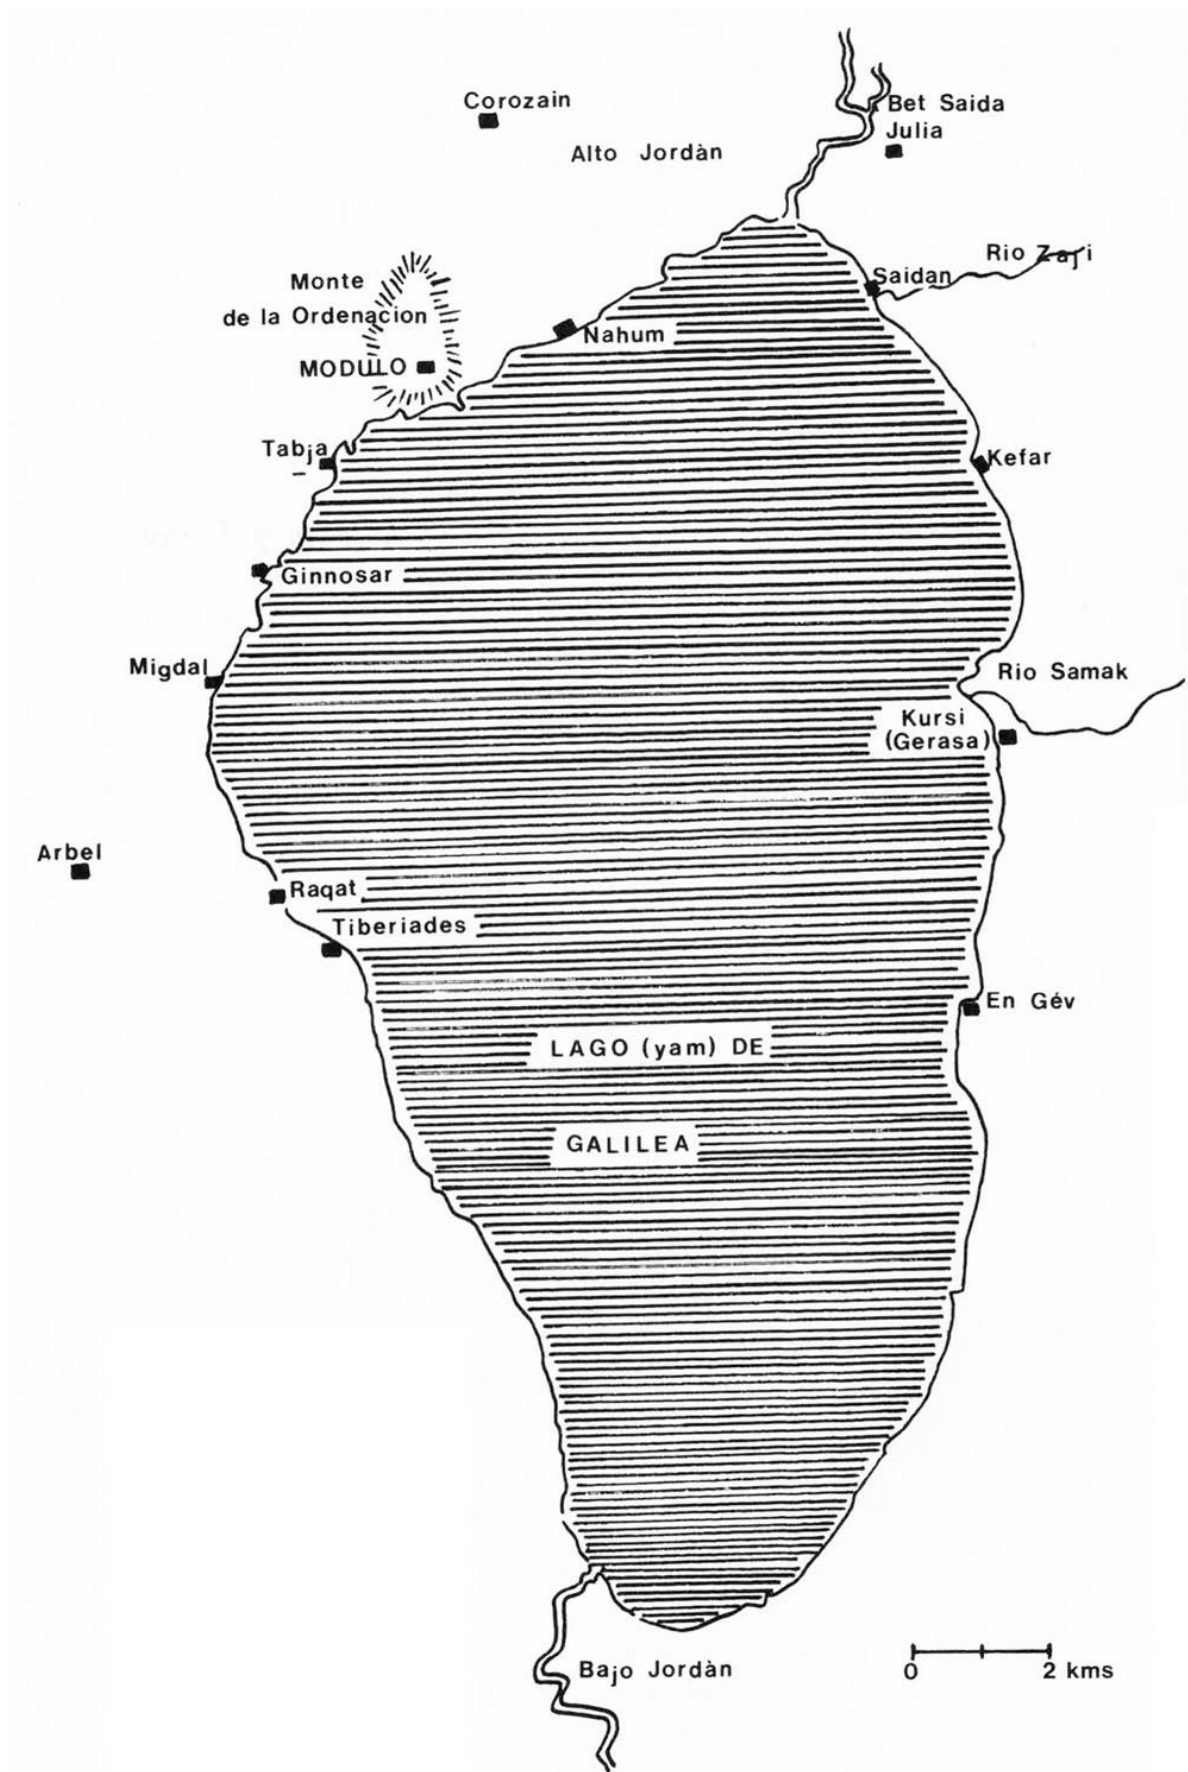 Corozain
Bet Saida
Julia
Alto Jordàn
Rio Zaji
Saidan
Monte
de la Ordenacion
Nahum
MODULO
Tabja
Kefar
Ginnosar
Migdal
Rio Samak
Kursi
(Gerasa)
Arbel
Raqat
Tiberiades
En Gév
LAGO (yam) DE
GALILEA
Bajo Jordàn
0 2 kms